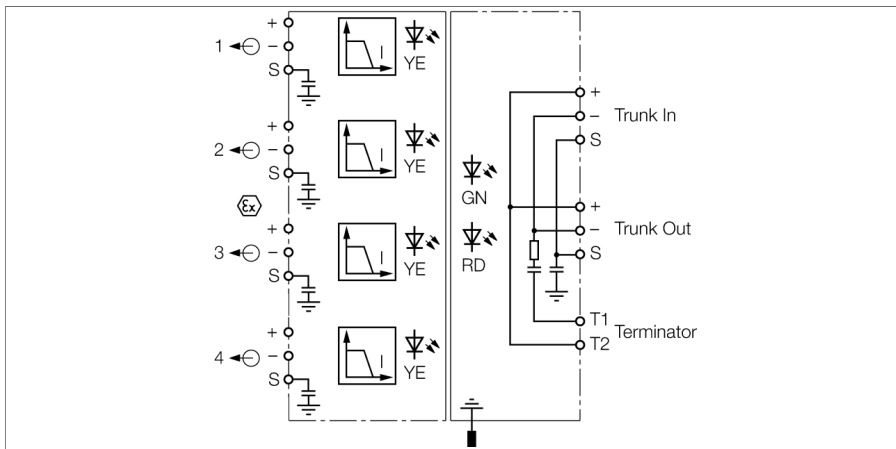 +
1 −
S
I
YE
+
2 −
S
I
YE
Ex
+
3 −
S
I
YE
+
4 −
S
I
YE
GN
RD
+
− Trunk In
S
+
− Trunk Out
S
T1
Terminator
T2